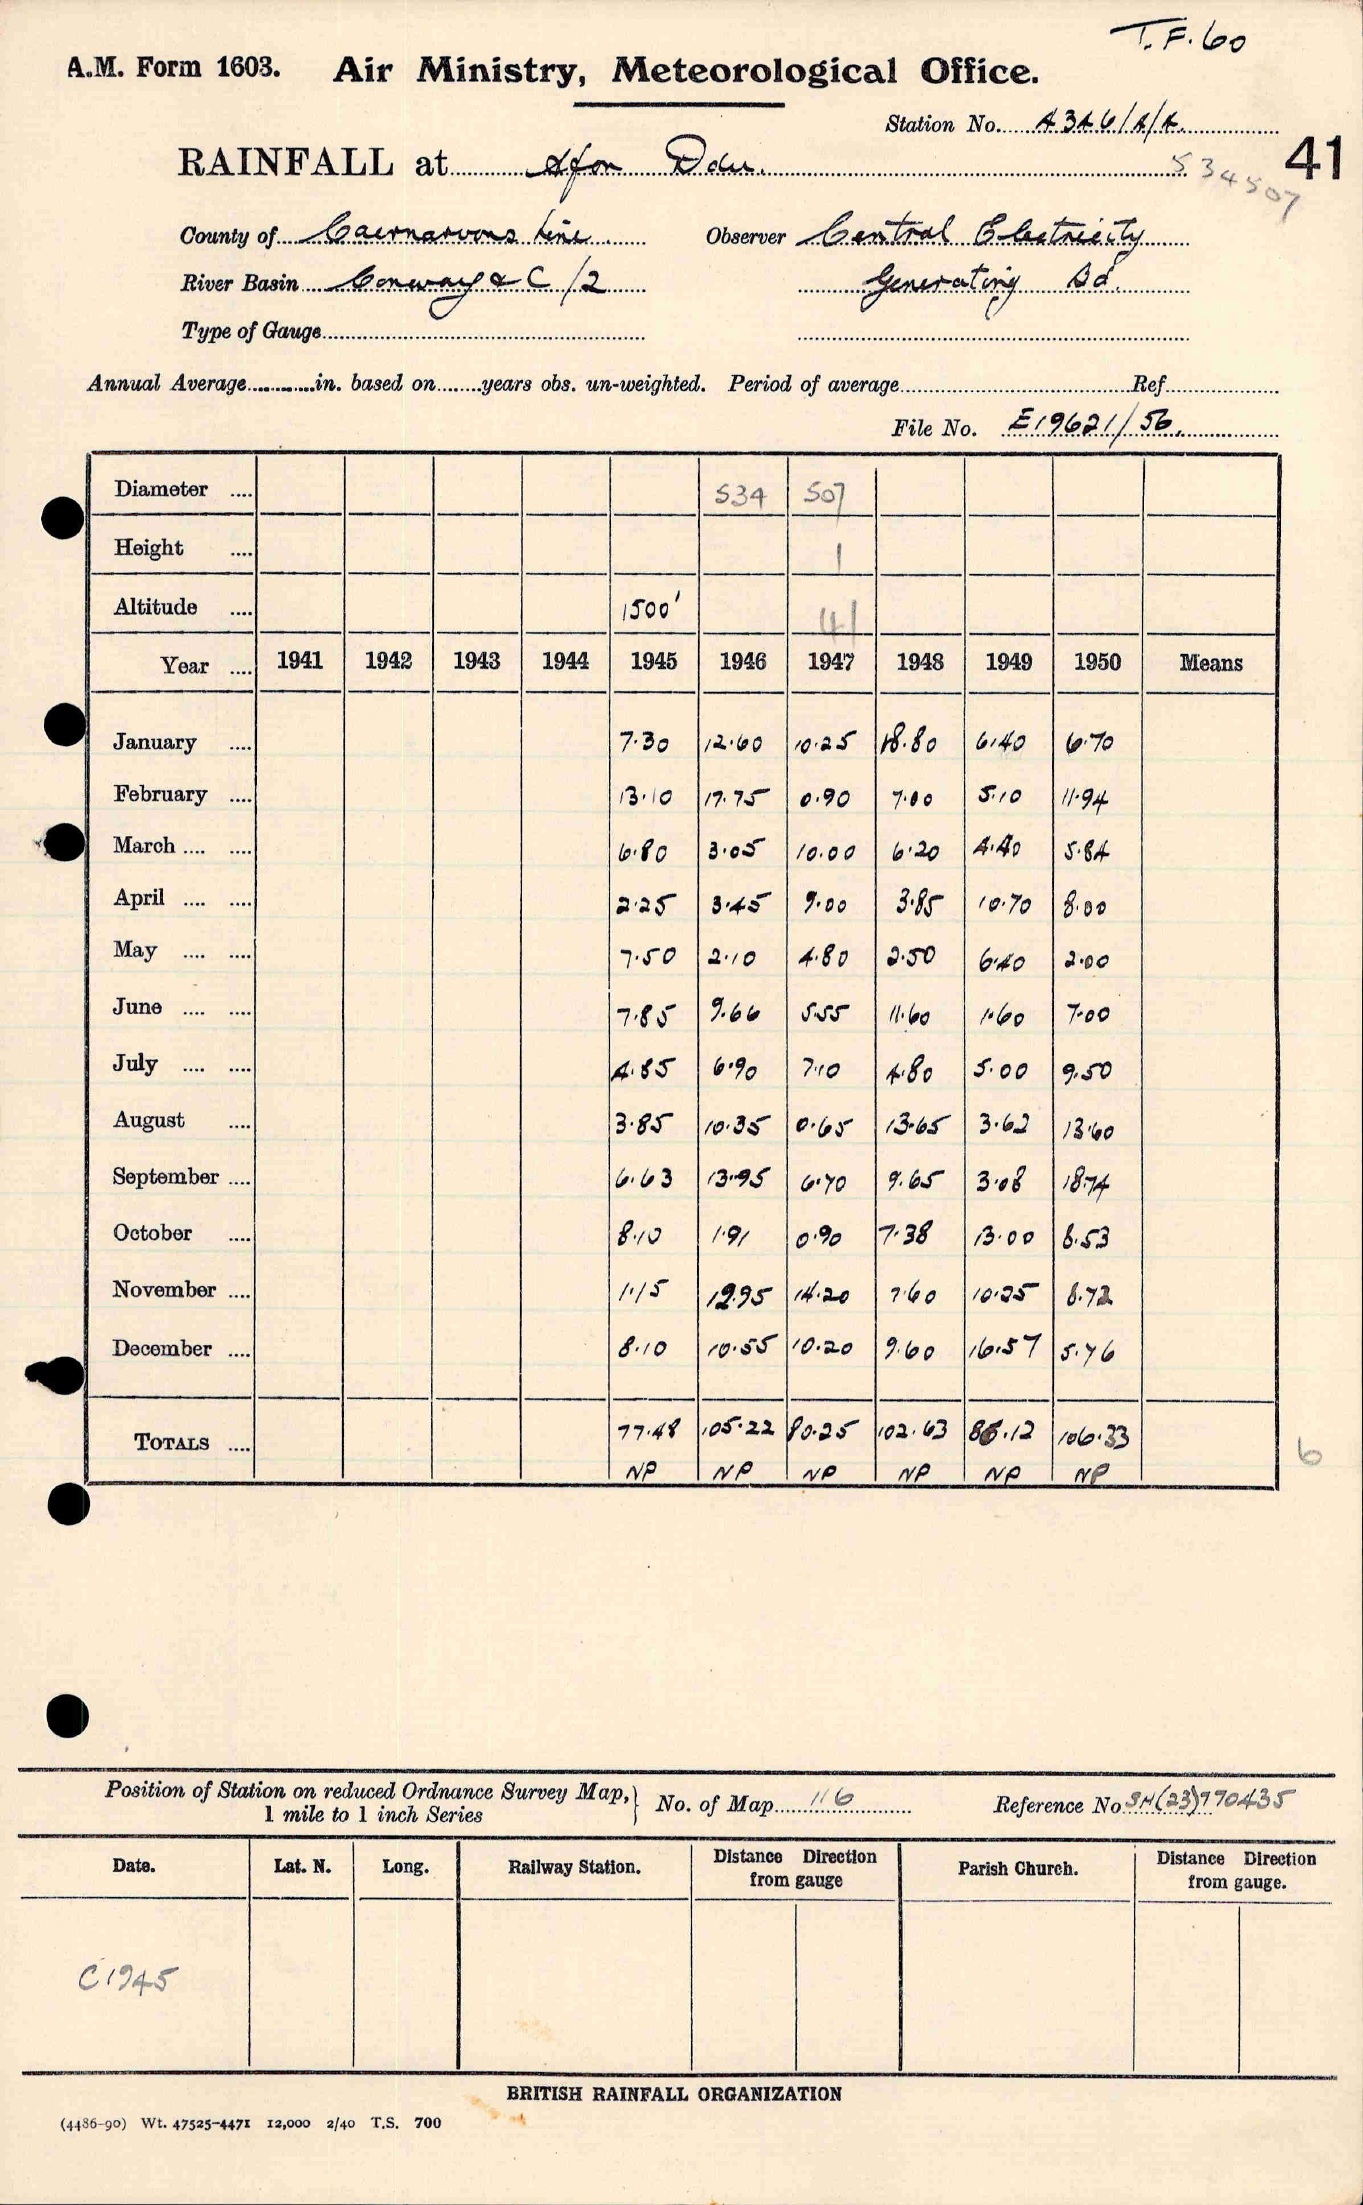 T.F. 60
A.M. Form 1603. Air Ministry, Meteorological Office.
Station No. A3A6/A/A.
RAINFALL at Afon Ddu. 534507 41
County of Caernarvonshire. Observer Central Electricity
River Basin Conway & C/2 Generating Bd.
Type of Gauge
Annual Average in. based on years obs. un-weighted. Period of average Ref
File No. E19621/56.
Diameter .... 534 507
Height .... 1
Altitude .... 1500' 41
Year .... 1941 1942 1943 1944 1945 1946 1947 1948 1949 1950 Means
January .... 7.30 12.60 10.25 18.80 6.40 6.70
February .... 13.10 17.75 0.90 7.00 5.10 11.94
March .... .... 6.80 3.05 10.00 6.20 4.40 5.84
April .... .... 2.25 3.45 9.00 3.85 10.70 8.00
May .... .... 7.50 2.10 4.80 2.50 6.40 2.00
June .... .... 7.85 9.66 5.55 11.60 1.60 7.00
July .... .... 4.85 6.90 7.10 4.80 5.00 9.50
August .... 3.85 10.35 0.65 13.65 3.62 13.60
September .... 6.63 13.95 6.70 9.65 3.08 18.74
October .... 8.10 1.91 0.90 7.38 13.00 8.53
November .... 1.15 12.95 14.20 7.60 10.25 8.72
December .... 8.10 10.55 10.20 9.60 16.57 5.76
TOTALS .... 77.48 105.22 80.25 102.63 86.12 106.33
NP NP NP NP NP NP
6
Position of Station on reduced Ordnance Survey Map,
1 mile to 1 inch Series
No. of Map 116 Reference No SH(23)770435
Date. Lat. N. Long. Railway Station. Distance from gauge Direction Parish Church. Distance from gauge. Direction
C1945
BRITISH RAINFALL ORGANIZATION
(4486-90) Wt. 47525-4471 12,000 2/40 T.S. 700